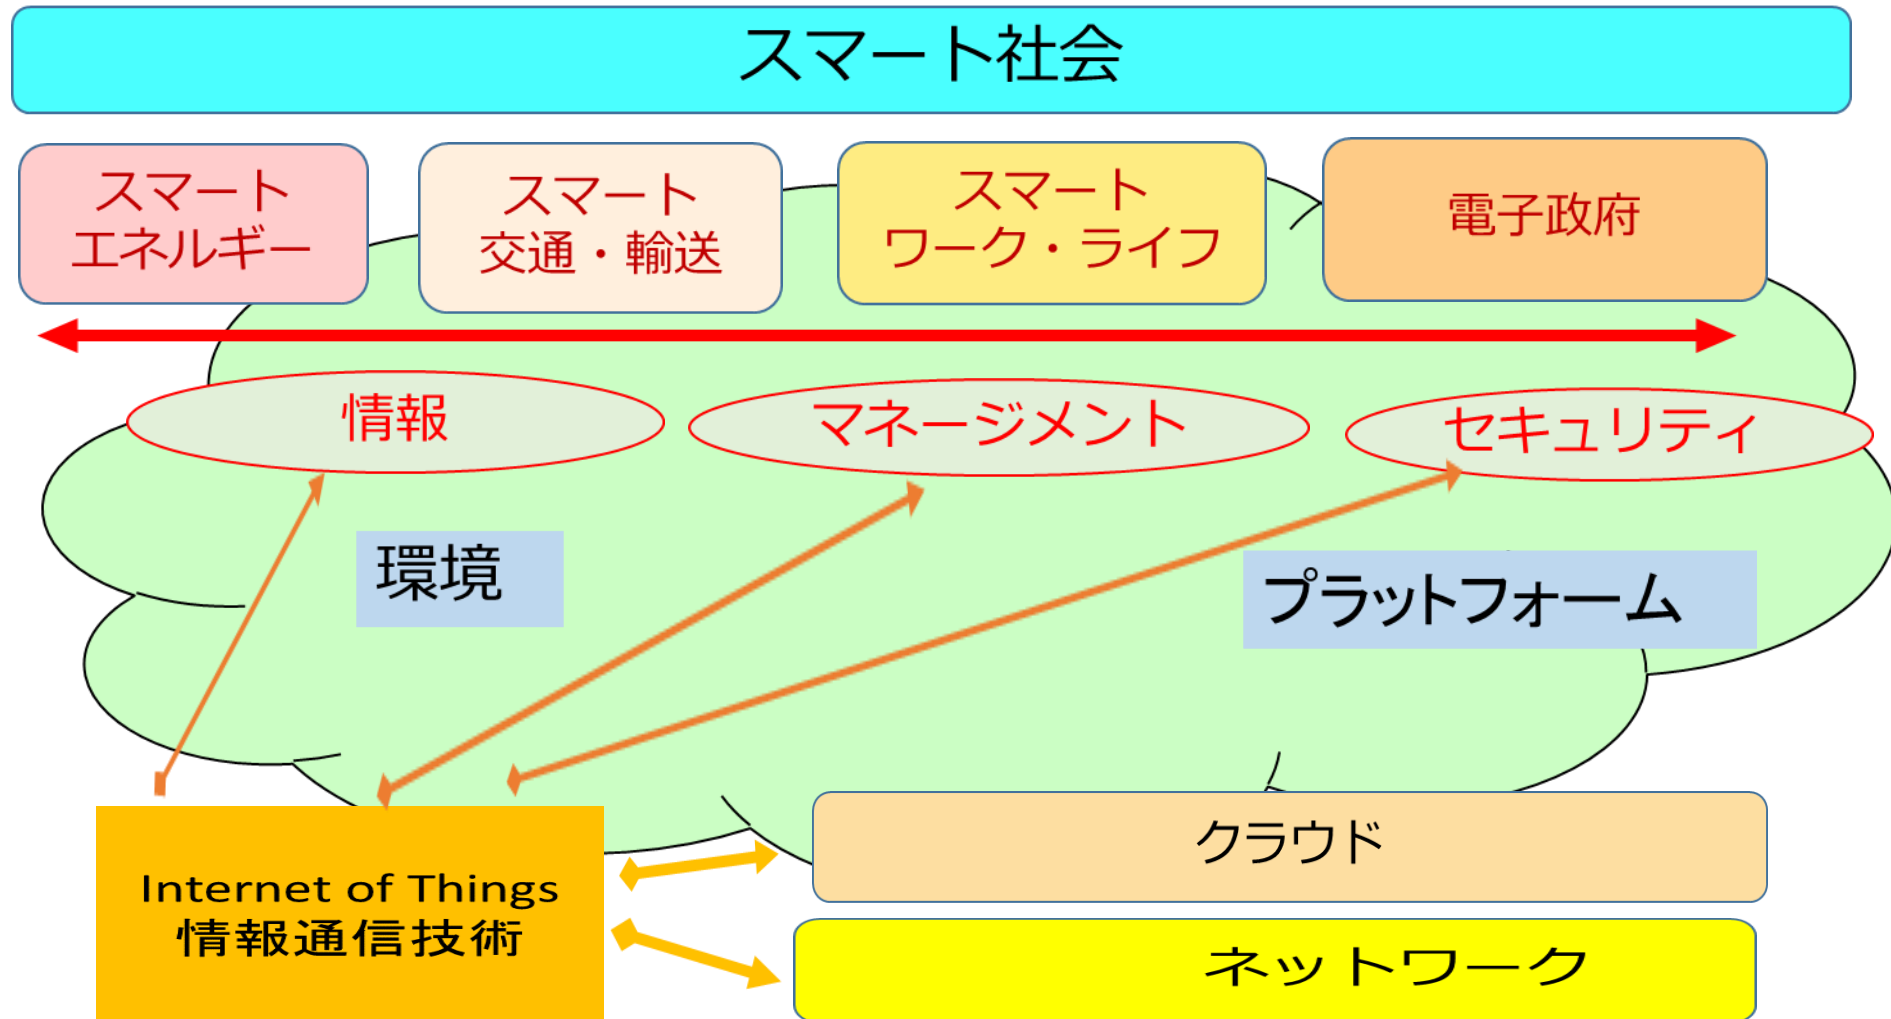 スマート社会
スマート
エネルギー
スマート
交通・輸送
スマート
ワーク・ライフ
電子政府
情報
マネージメント
セキュリティ
環境
プラットフォーム
Internet of Things
情報通信技術
クラウド
ネットワーク